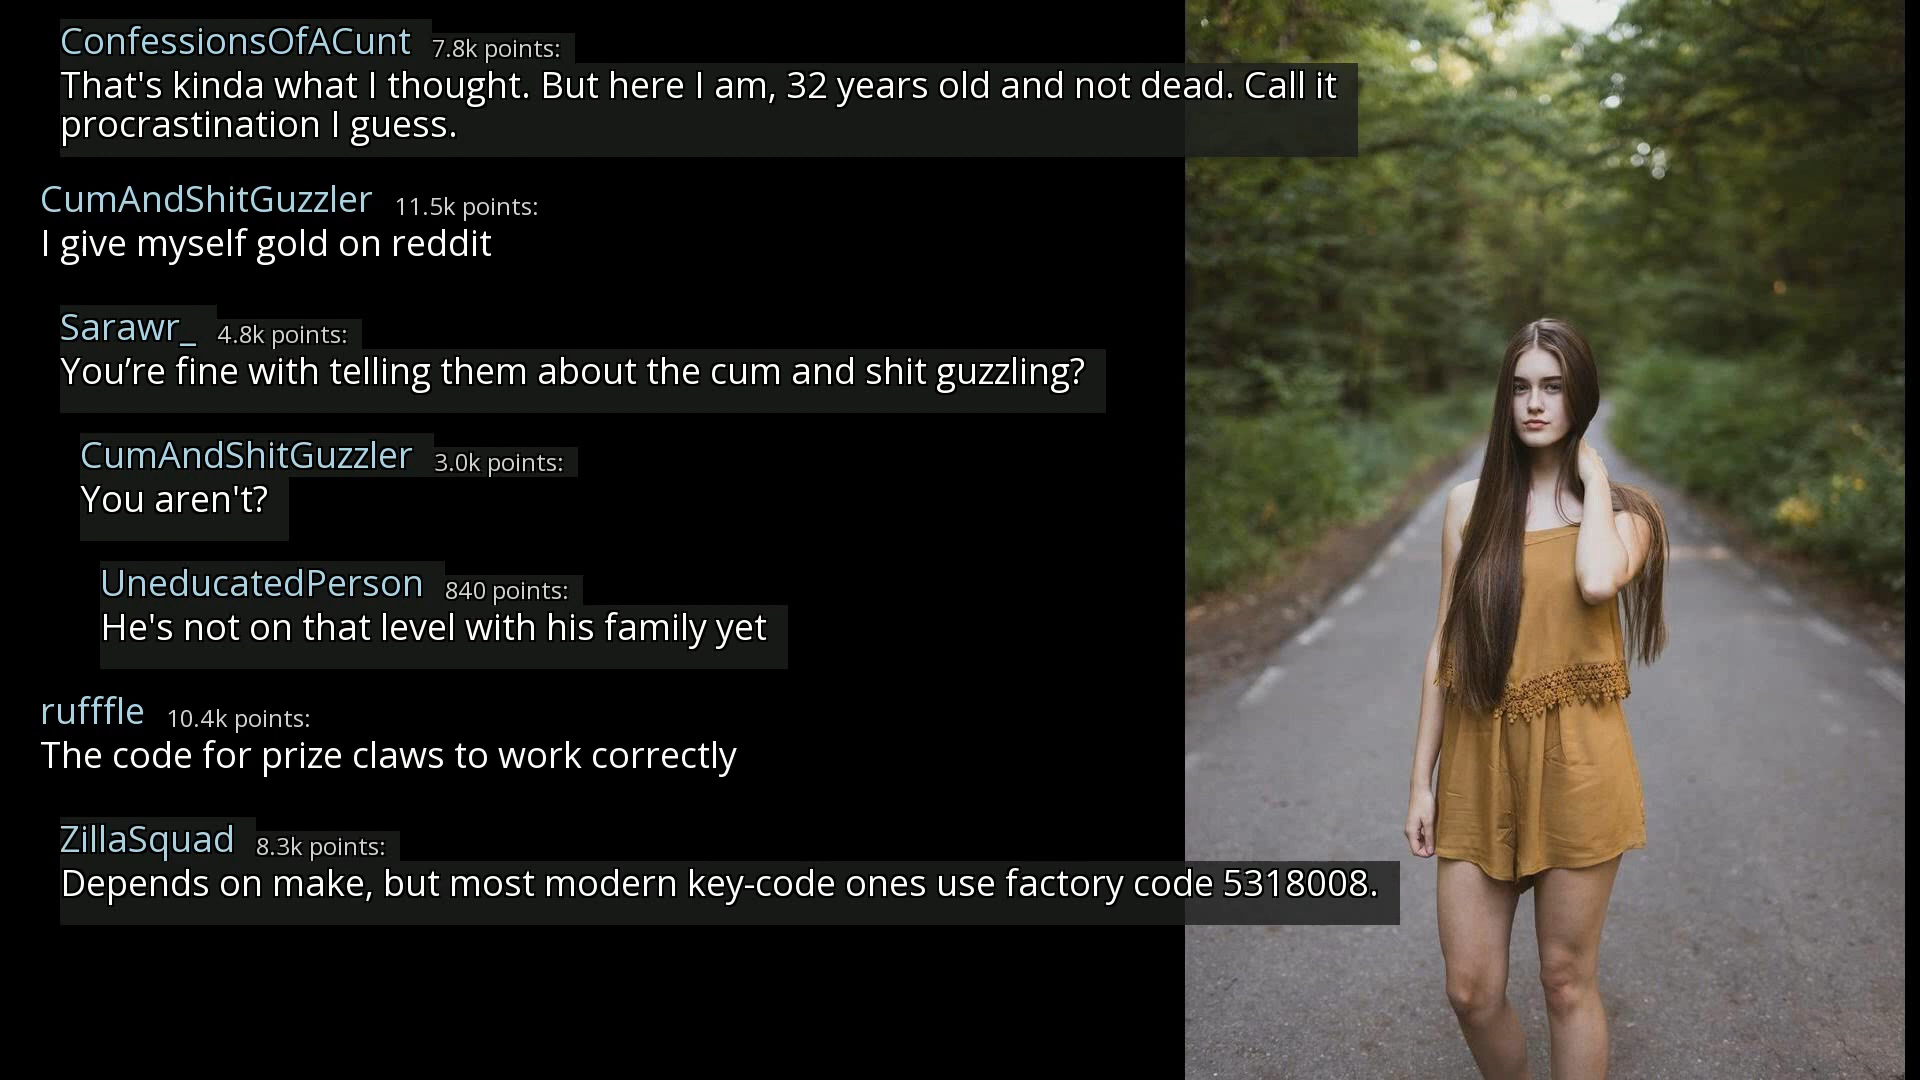 ConfessionsOfACunt 7.8k points:
That's kinda what I thought. But here I am, 32 years old and not dead. Call it
procrastination I guess.
CumAndShitGuzzler 11.5k points:
I give myself gold on reddit
Sarawr_ 4.8k points:
You’re fine with telling them about the cum and shit guzzling?
CumAndShitGuzzler 3.0k points:
You aren't?
UneducatedPerson 840 points:
He's not on that level with his family yet
rufffle 10.4k points:
The code for prize claws to work correctly
ZillaSquad 8.3k points:
Depends on make, but most modern key-code ones use factory code 5318008.